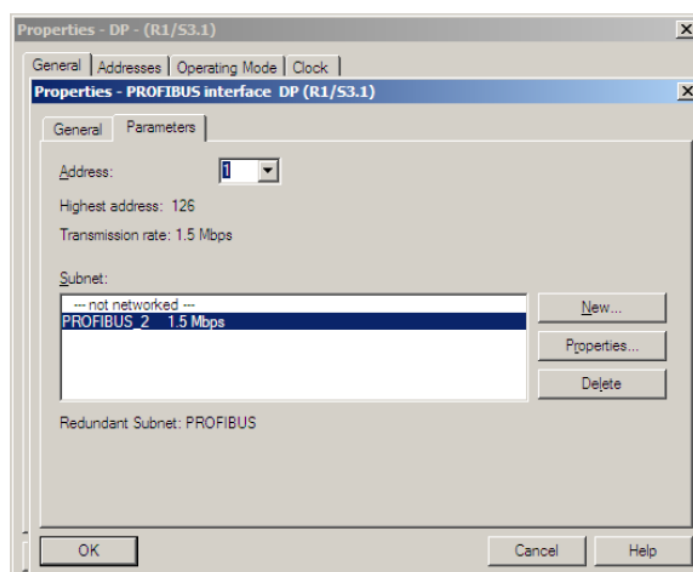 Properties - DP - (R1/S3.1)
General Addresses Operating Mode Clock
Properties - PROFIBUS interface DP (R1/S3.1)
General Parameters
Address: 1
Highest address: 126
Transmission rate: 1.5 Mbps
Subnet:
--- not networked ---
New...
PROFIBUS_2 1.5 Mbps
Properties...
Delete
Redundant Subnet: PROFIBUS
OK Cancel Help